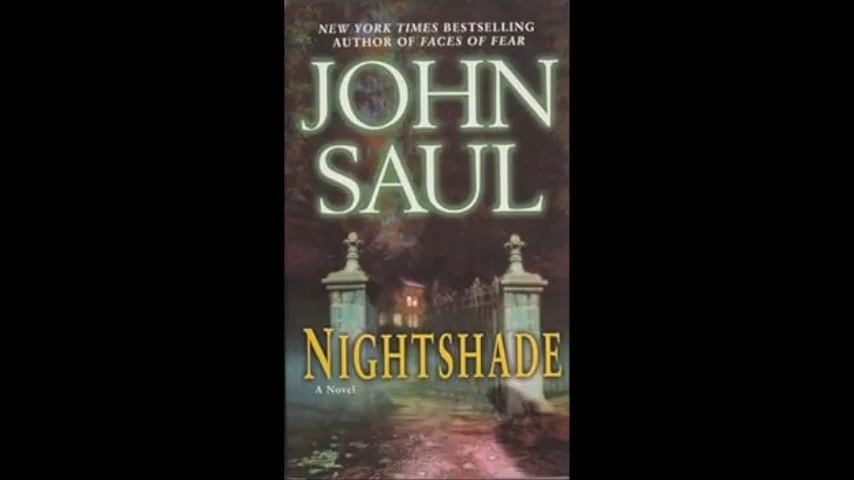 NEW YORK TIMES BESTSELLING
AUTHOR OF FACES OF FEAR
JOHN
SAUL
NIGHTSHADE
A Novel